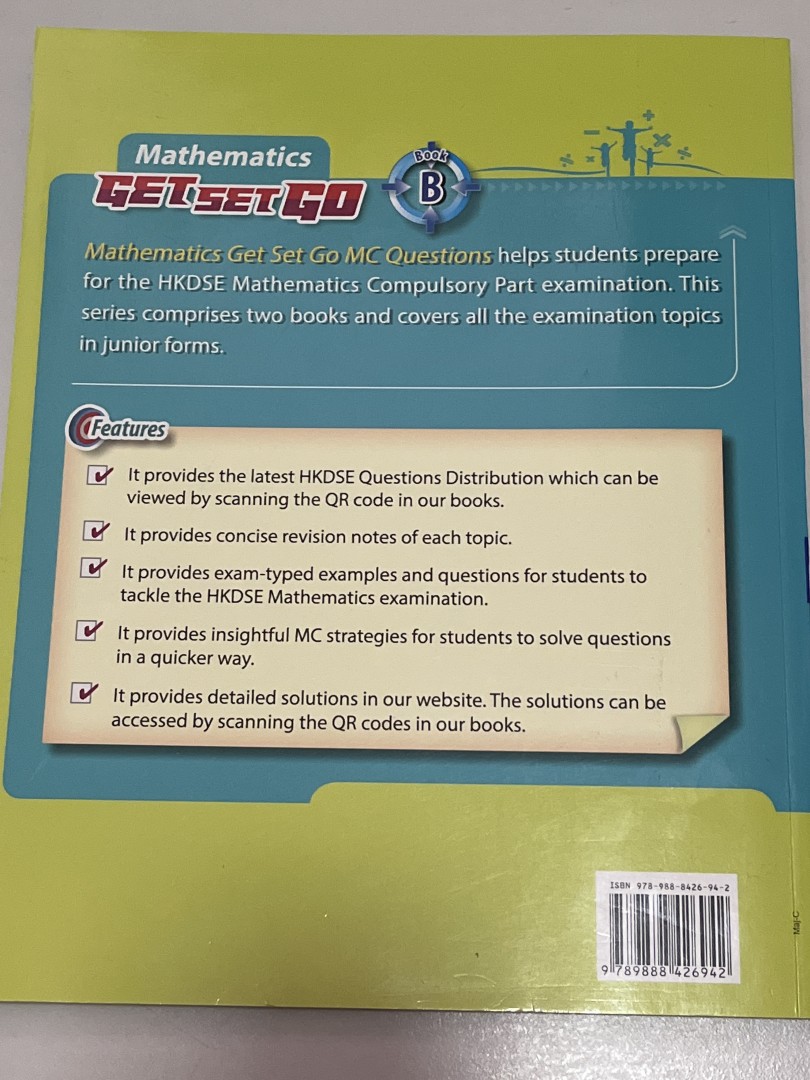 Mathematics
GET SET GO
Book
B
Mathematics Get Set Go MC Questions helps students prepare
for the HKDSE Mathematics Compulsory Part examination. This
series comprises two books and covers all the examination topics
in junior forms.
Features
It provides the latest HKDSE Questions Distribution which can be
viewed by scanning the QR code in our books.
It provides concise revision notes of each topic.
It provides exam-typed examples and questions for students to
tackle the HKDSE Mathematics examination.
It provides insightful MC strategies for students to solve questions
in a quicker way.
It provides detailed solutions in our website. The solutions can be
accessed by scanning the QR codes in our books.
ISBN 978-988-8426-94-2
9 789888 426942
Maj-C